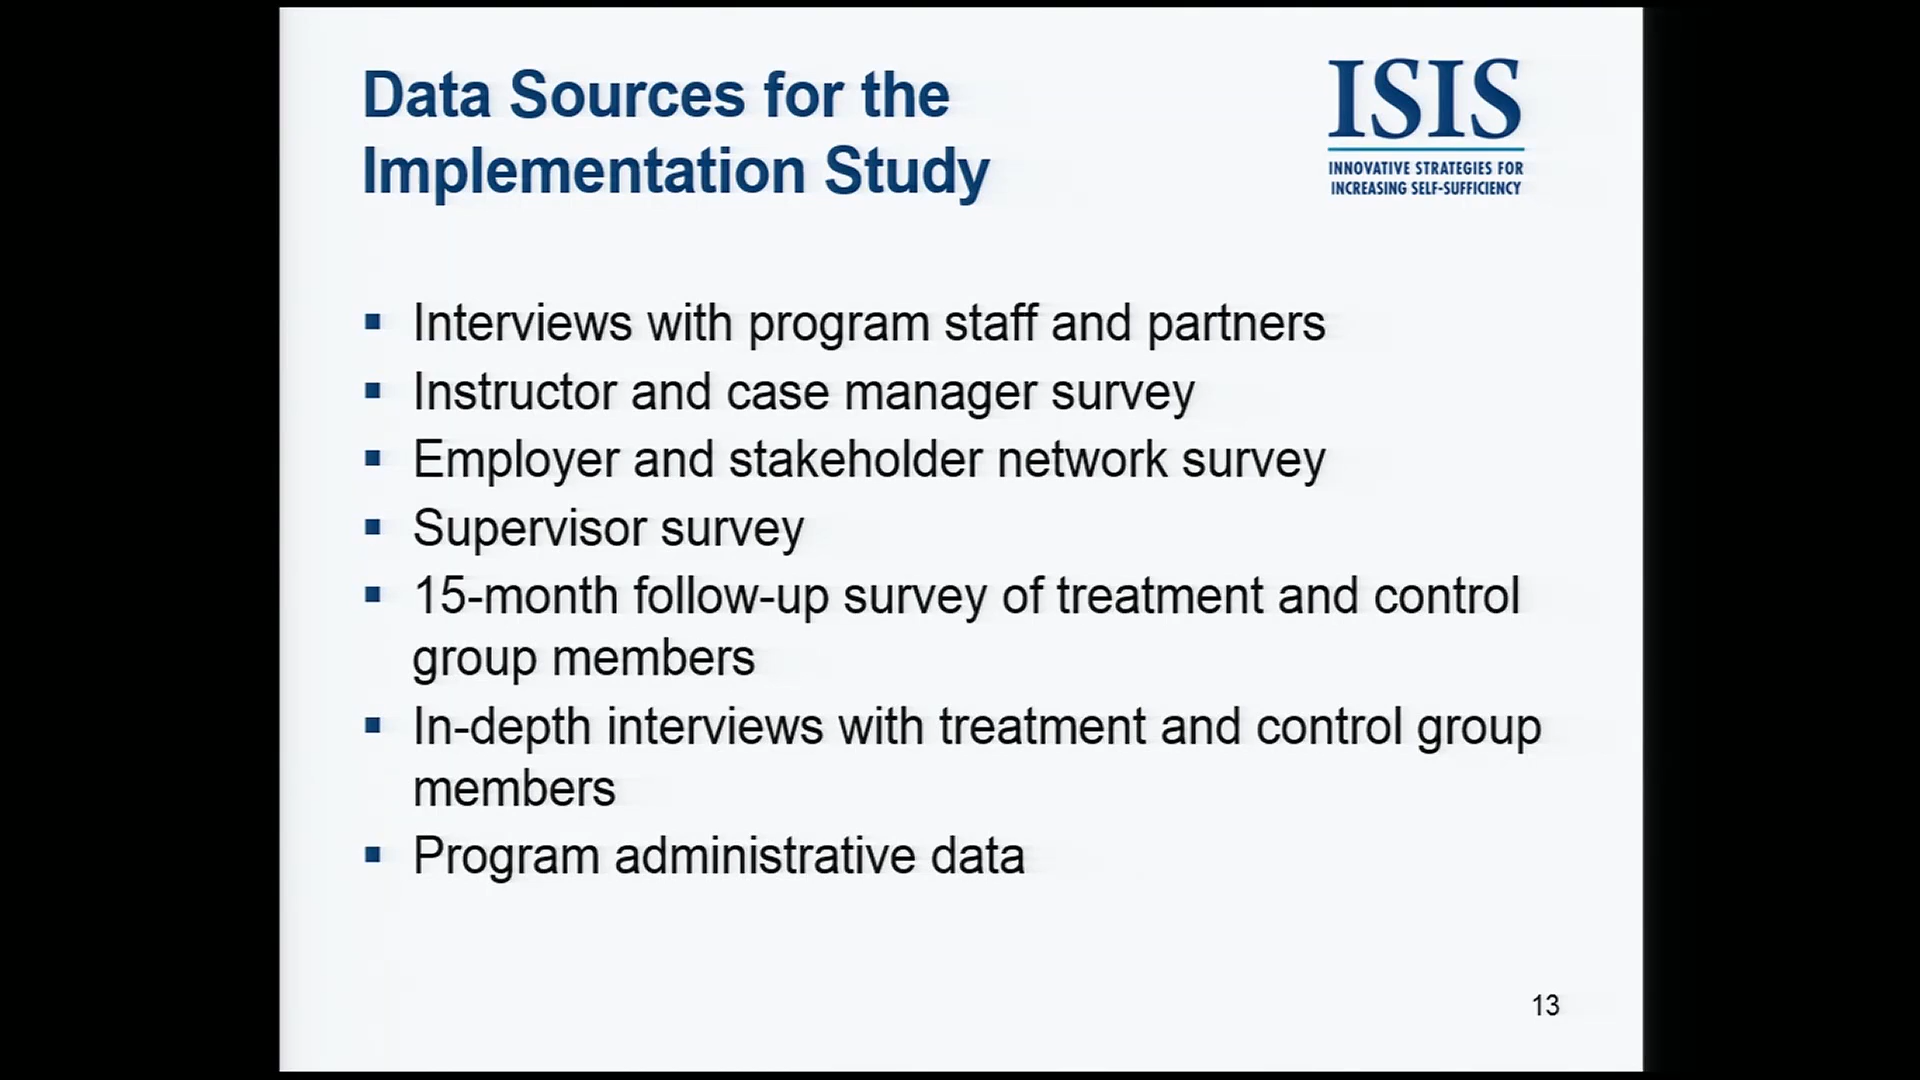 Data Sources for the
Implementation Study
ISIS
INNOVATIVE STRATEGIES FOR
INCREASING SELF-SUFFICIENCY
▪ Interviews with program staff and partners
▪ Instructor and case manager survey
▪ Employer and stakeholder network survey
▪ Supervisor survey
▪ 15-month follow-up survey of treatment and control
group members
▪ In-depth interviews with treatment and control group
members
▪ Program administrative data
13